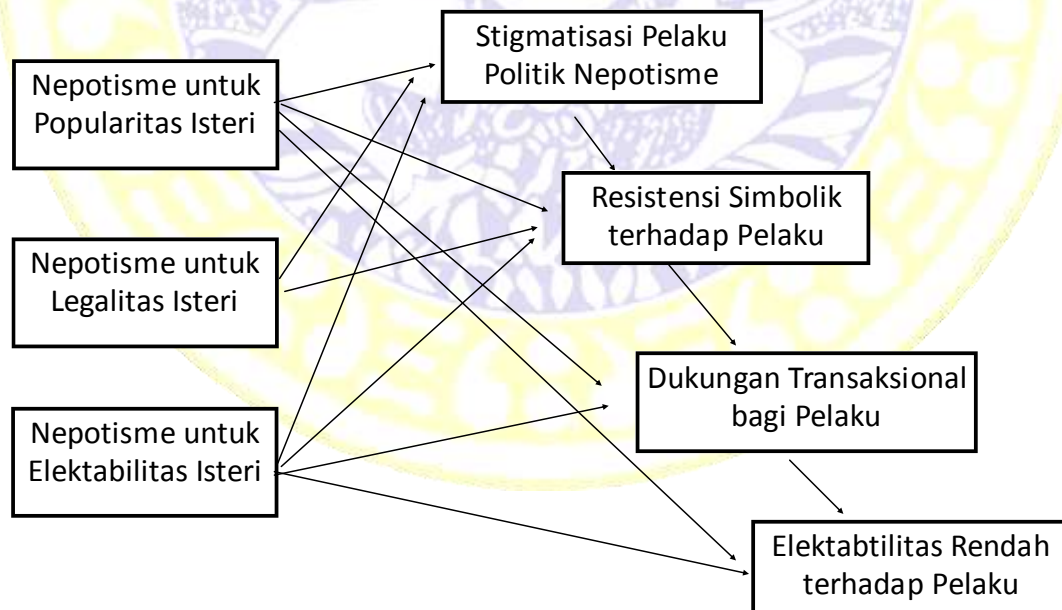 Stigmatisasi Pelaku
Politik Nepotisme
Nepotisme untuk
Popularitas Isteri
Resistensi Simbolik
terhadap Pelaku
Nepotisme untuk
Legalitas Isteri
Dukungan Transaksional
bagi Pelaku
Nepotisme untuk
Elektabilitas Isteri
Elektabtilitas Rendah
terhadap Pelaku